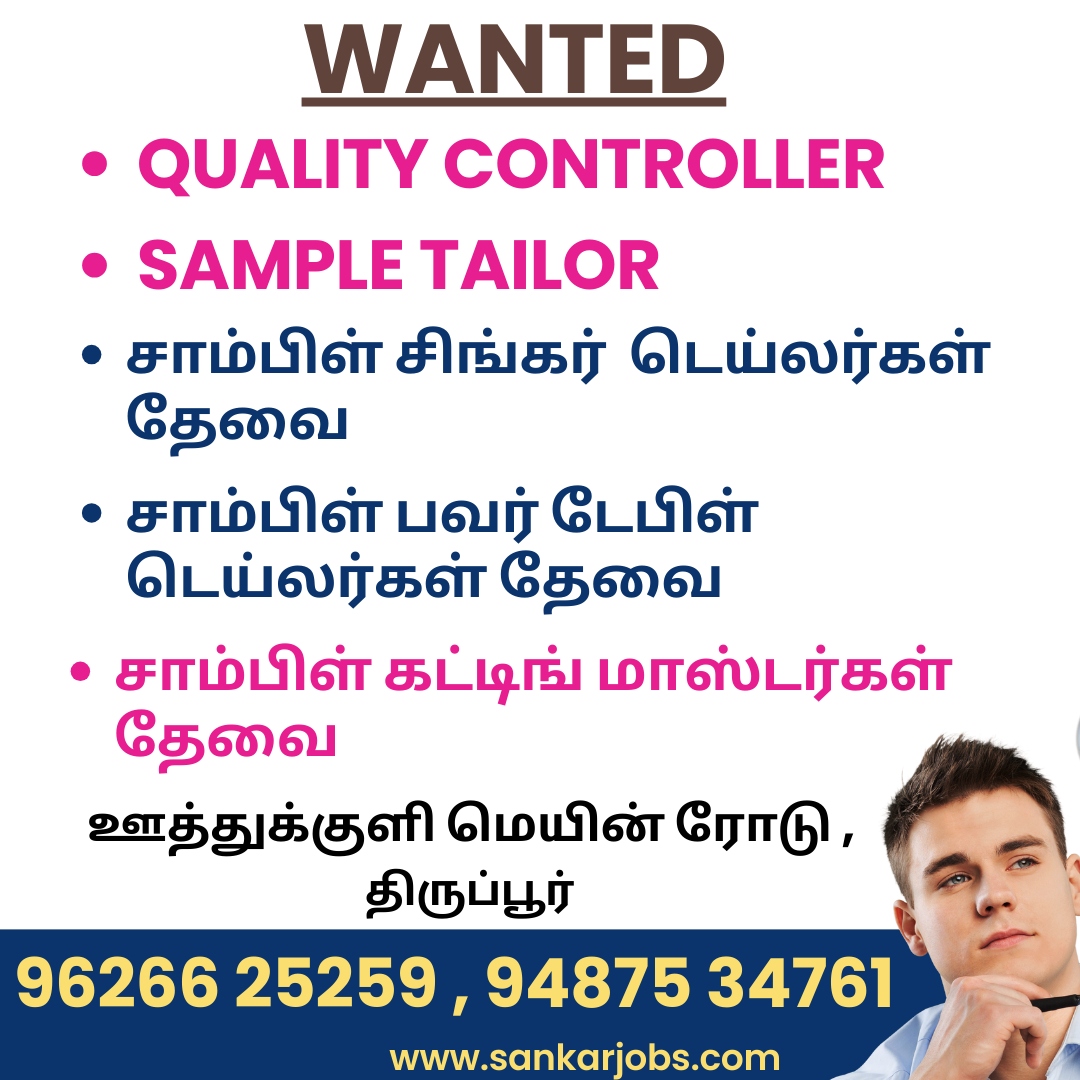 WANTED
• QUALITY CONTROLLER
• SAMPLE TAILOR
• சாம்பிள் சிங்கர் டெய்லர்கள்
தேவை
• சாம்பிள் பவர் டேபிள்
டெய்லர்கள் தேவை
• சாம்பிள் கட்டிங் மாஸ்டர்கள்
தேவை
ஊத்துக்குளி மெயின் ரோடு ,
திருப்பூர்
96266 25259 , 94875 34761
www.sankarjobs.com